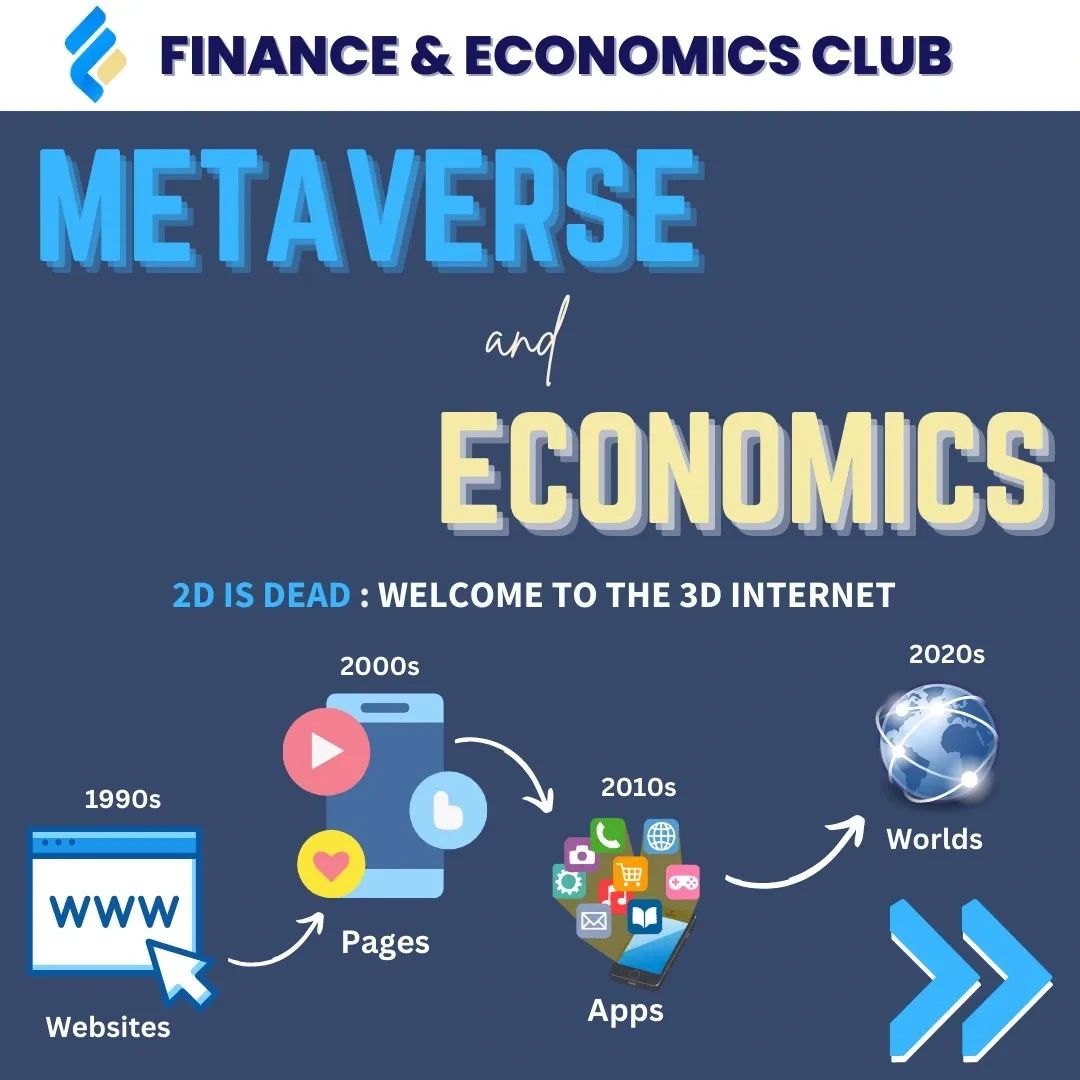 FINANCE & ECONOMICS CLUB
METAVERSE
and
ECONOMICS
2D IS DEAD : WELCOME TO THE 3D INTERNET
1990s
WWW
Websites
2000s
Pages
2010s
Apps
2020s
Worlds